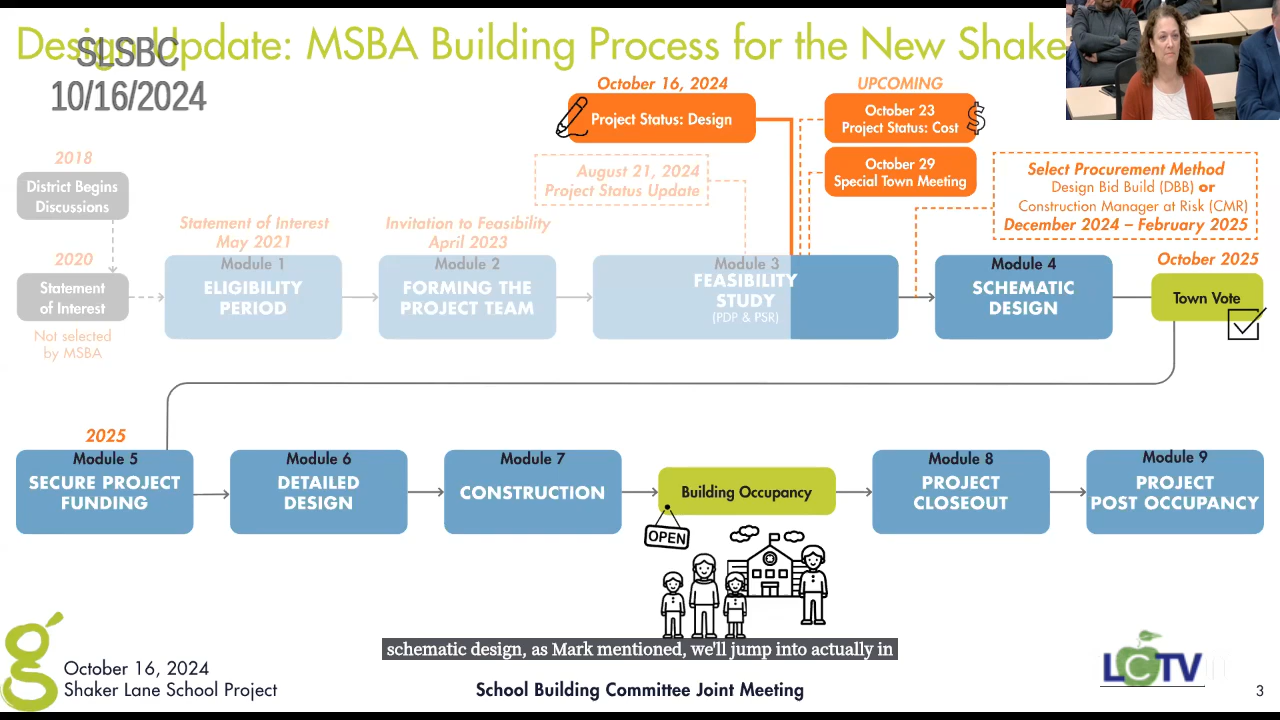 Design Update: MSBA Building Process for the New Shake
SLSBC
10/16/2024
October 16, 2024
Project Status: Design
UPCOMING
October 23
Project Status: Cost
October 29
Special Town Meeting
August 21, 2024
Project Status Update
Select Procurement Method
Design Bid Build (DBB) or
Construction Manager at Risk (CMR)
December 2024 – February 2025
2018
District Begins
Discussions
2020
Statement
of Interest
Not selected
by MSBA
Statement of Interest
May 2021
Module 1
ELIGIBILITY
PERIOD
Invitation to Feasibility
April 2023
Module 2
FORMING THE
PROJECT TEAM
Module 3
FEASIBILITY
STUDY
(PDP & PSR)
Module 4
SCHEMATIC
DESIGN
October 2025
Town Vote
2025
Module 5
SECURE PROJECT
FUNDING
Module 6
DETAILED
DESIGN
Module 7
CONSTRUCTION
Building Occupancy
OPEN
Module 8
PROJECT
CLOSEOUT
Module 9
PROJECT
POST OCCUPANCY
schematic design, as Mark mentioned, we'll jump into actually in
g
October 16, 2024
Shaker Lane School Project
School Building Committee Joint Meeting
LCTV
3